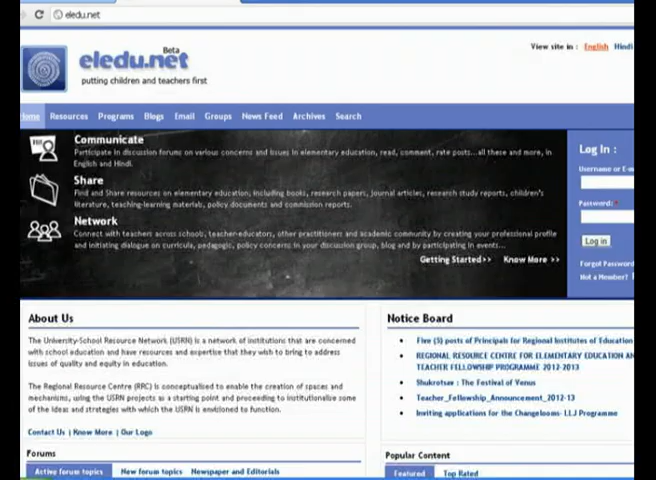 eledu.net
Beta
eledu.net
putting children and teachers first
View site in : English Hindi
Home Resources Programs Blogs Email Groups News Feed Archives Search
Communicate
Participate in discussion forums on various concerns and issues in elementary education, read, comment, rate posts...all these and more, in
English and Hindi.
Share
Find and Share resources on elementary education, including books, research papers, journal articles, research study reports, children's
literature, teaching-learning materials, policy documents and commission reports.
Network
Connect with teachers across schools, teacher-educators, other practitioners and academic community by creating your professional profile
and initiating dialogue on curricula, pedagogic, policy concerns in your discussion group, blog and by participating in events...
Getting Started>> Know More >>
Log In :
Username or E-m
Password: *
Log in
Forgot Password
Not a Member?
About Us
The University-School Resource Network (USRN) is a network of institutions that are concerned
with school education and have resources and expertise that they wish to bring to address
issues of quality and equity in education.
The Regional Resource Centre (RRC) is conceptualised to enable the creation of spaces and
mechanisms, using the USRN projects as a starting point and proceeding to institutionalise some
of the ideas and strategies with which the USRN is envisioned to function.
Contact Us | Know More | Our Logo
Notice Board
Five (5) posts of Principals for Regional Institutes of Education
REGIONAL RESOURCE CENTRE FOR ELEMENTARY EDUCATION AN
TEACHER FELLOWSHIP PROGRAMME 2012-2013
Shukrotsav : The Festival of Venus
Teacher_Fellowship_Announcement_2012-13
Inviting applications for the Changelooms- LLJ Programme
Forums
Active forum topics New forum topics Newspaper and Editorials
Popular Content
Featured Top Rated